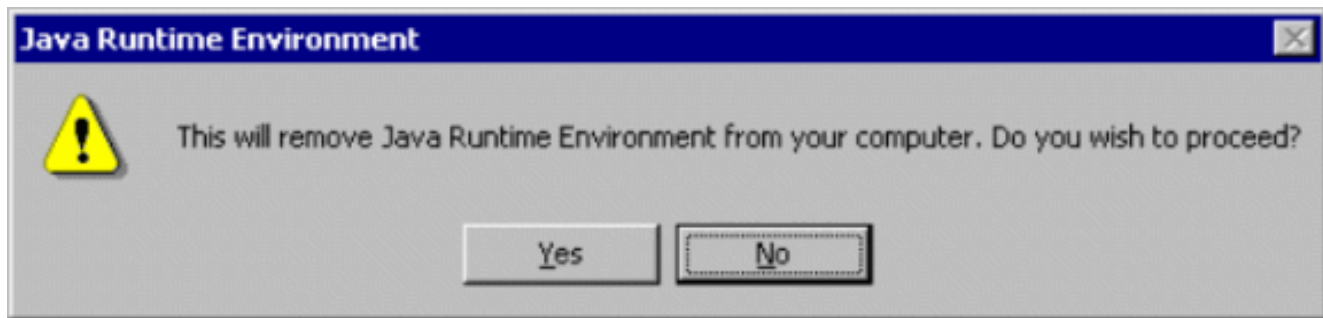 Java Runtime Environment
This will remove Java Runtime Environment from your computer. Do you wish to proceed?
Yes
No